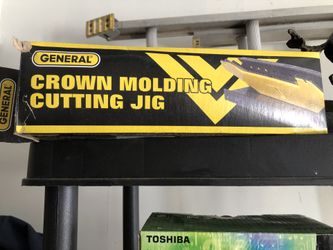 GENERAL
CROWN MOLDING
CUTTING JIG
GENERAL
TOSHIBA